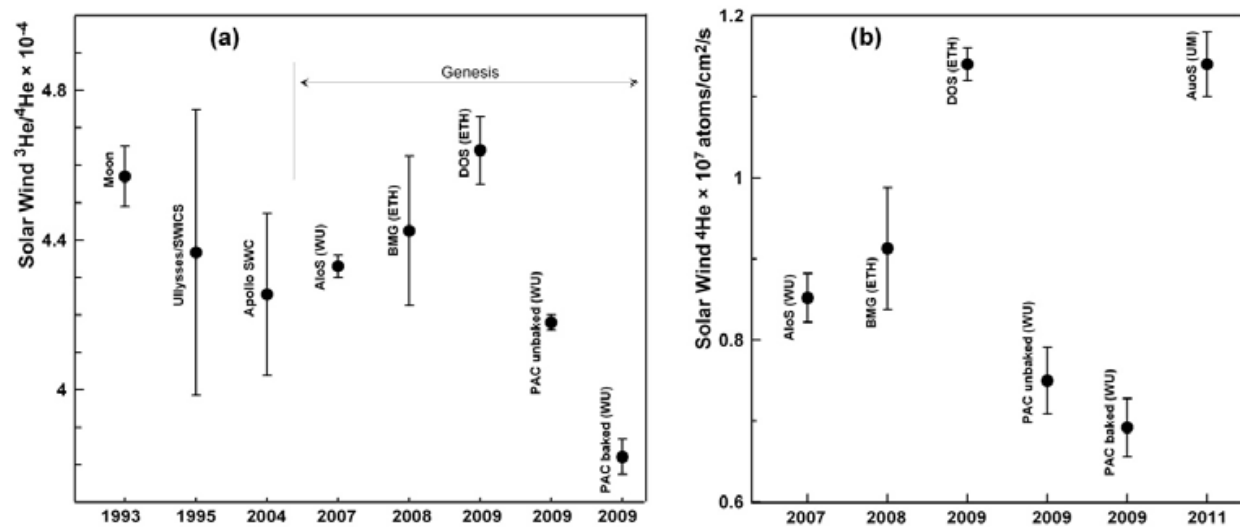 (a)
Genesis
Solar Wind ³He/⁴He × 10⁻⁴
4.8
4.4
4
Moon
Ullysses/SWICS
Apollo SWC
AloS (WU)
BMG (ETH)
DOS (ETH)
PAC unbaked (WU)
PAC baked (WU)
1993 1995 2004 2007 2008 2009 2009 2009
(b)
Solar Wind ⁴He × 10⁷ atoms/cm²/s
1.2
1
0.8
0.6
AloS (WU)
BMG (ETH)
DOS (ETH)
PAC unbaked (WU)
PAC baked (WU)
AuoS (UM)
2007 2008 2009 2009 2009 2011